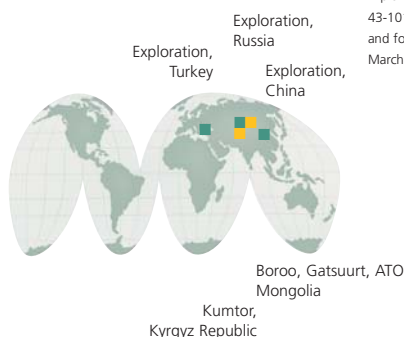 Exploration,
Russia
Exploration,
Turkey
Exploration,
China
43-10
and fo
March
Boroo, Gatsuurt, ATO
Mongolia
Kumtor,
Kyrgyz Republic